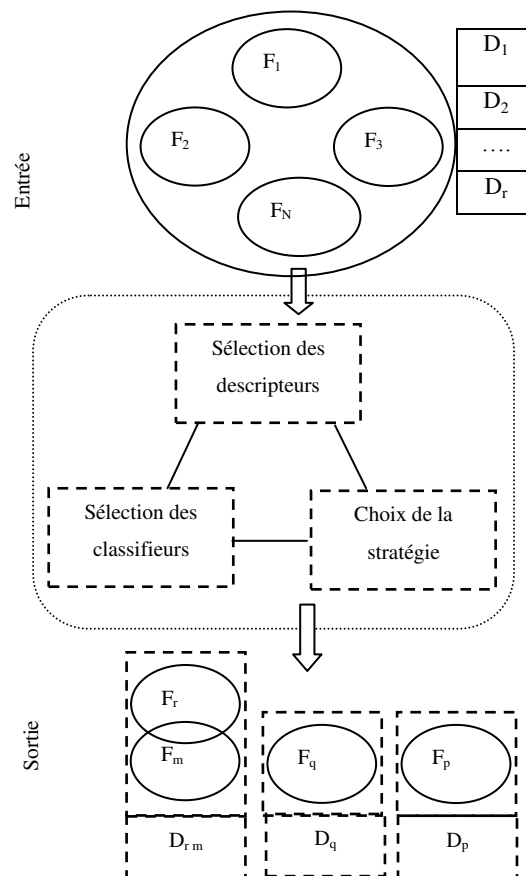 F1
D1
F2
F3
D2
....
FN
Dr
Entrée
Sélection des
descripteurs
Sélection des
classifieurs
Choix de la
stratégie
Sortie
Fr
Fm
Fq
Fp
Dr m
Dq
Dp